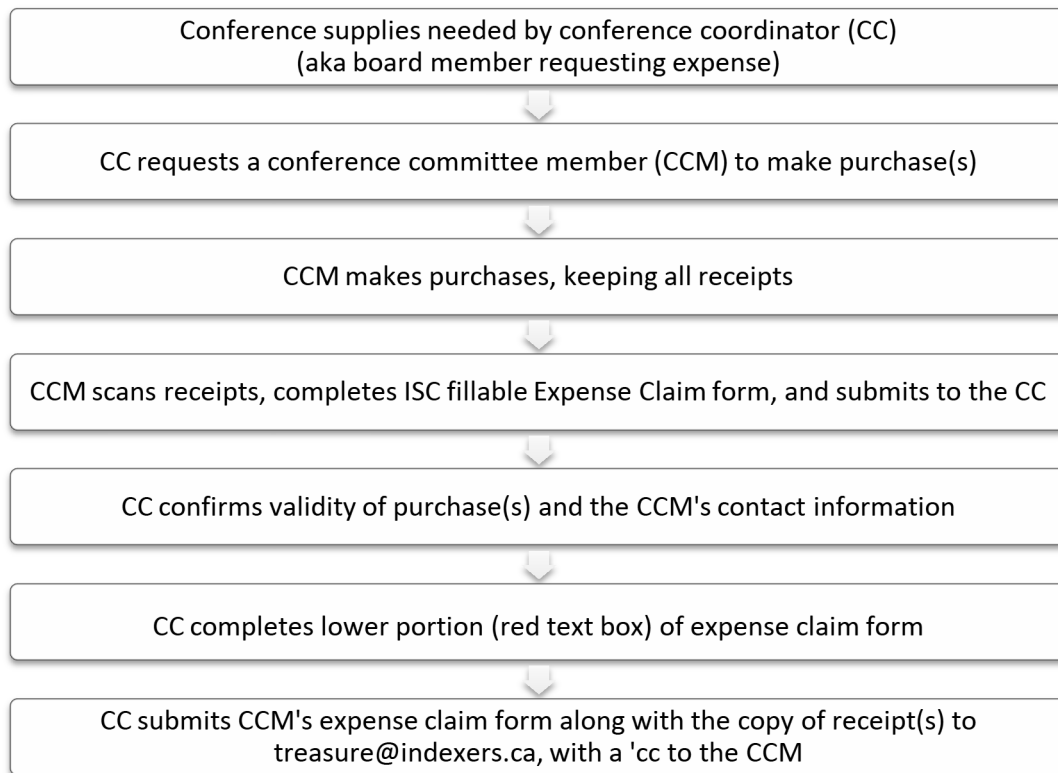 Conference supplies needed by conference coordinator (CC)
(aka board member requesting expense)
CC requests a conference committee member (CCM) to make purchase(s)
CCM makes purchases, keeping all receipts
CCM scans receipts, completes ISC fillable Expense Claim form, and submits to the CC
CC confirms validity of purchase(s) and the CCM's contact information
CC completes lower portion (red text box) of expense claim form
CC submits CCM's expense claim form along with the copy of receipt(s) to
treasure@indexers.ca, with a 'cc to the CCM